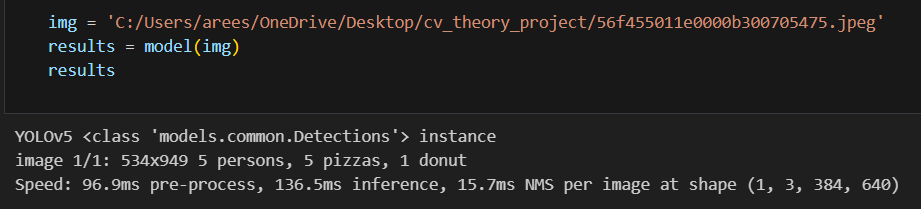 img = 'C:/Users/arees/OneDrive/Desktop/cv_theory_project/56f455011e0000b300705475.jpeg'
results = model(img)
results
YOLOv5 <class 'models.common.Detections'> instance
image 1/1: 534x949 5 persons, 5 pizzas, 1 donut
Speed: 96.9ms pre-process, 136.5ms inference, 15.7ms NMS per image at shape (1, 3, 384, 640)